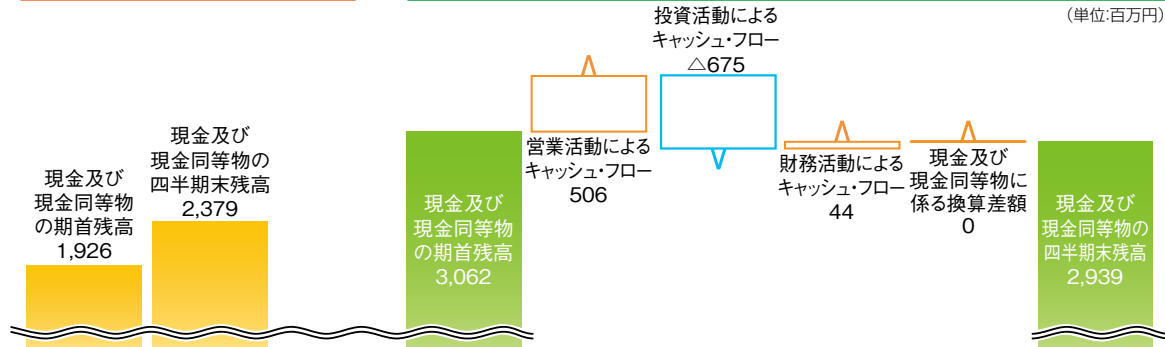 (単位:百万円)
現金及び
現金同等物
の期首残高
1,926
現金及び
現金同等物の
四半期末残高
2,379
現金及び
現金同等物
の期首残高
3,062
営業活動による
キャッシュ・フロー
506
投資活動による
キャッシュ・フロー
△675
財務活動による
キャッシュ・フロー
44
現金及び
現金同等物に
係る換算差額
0
現金及び
現金同等物の
四半期末残高
2,939